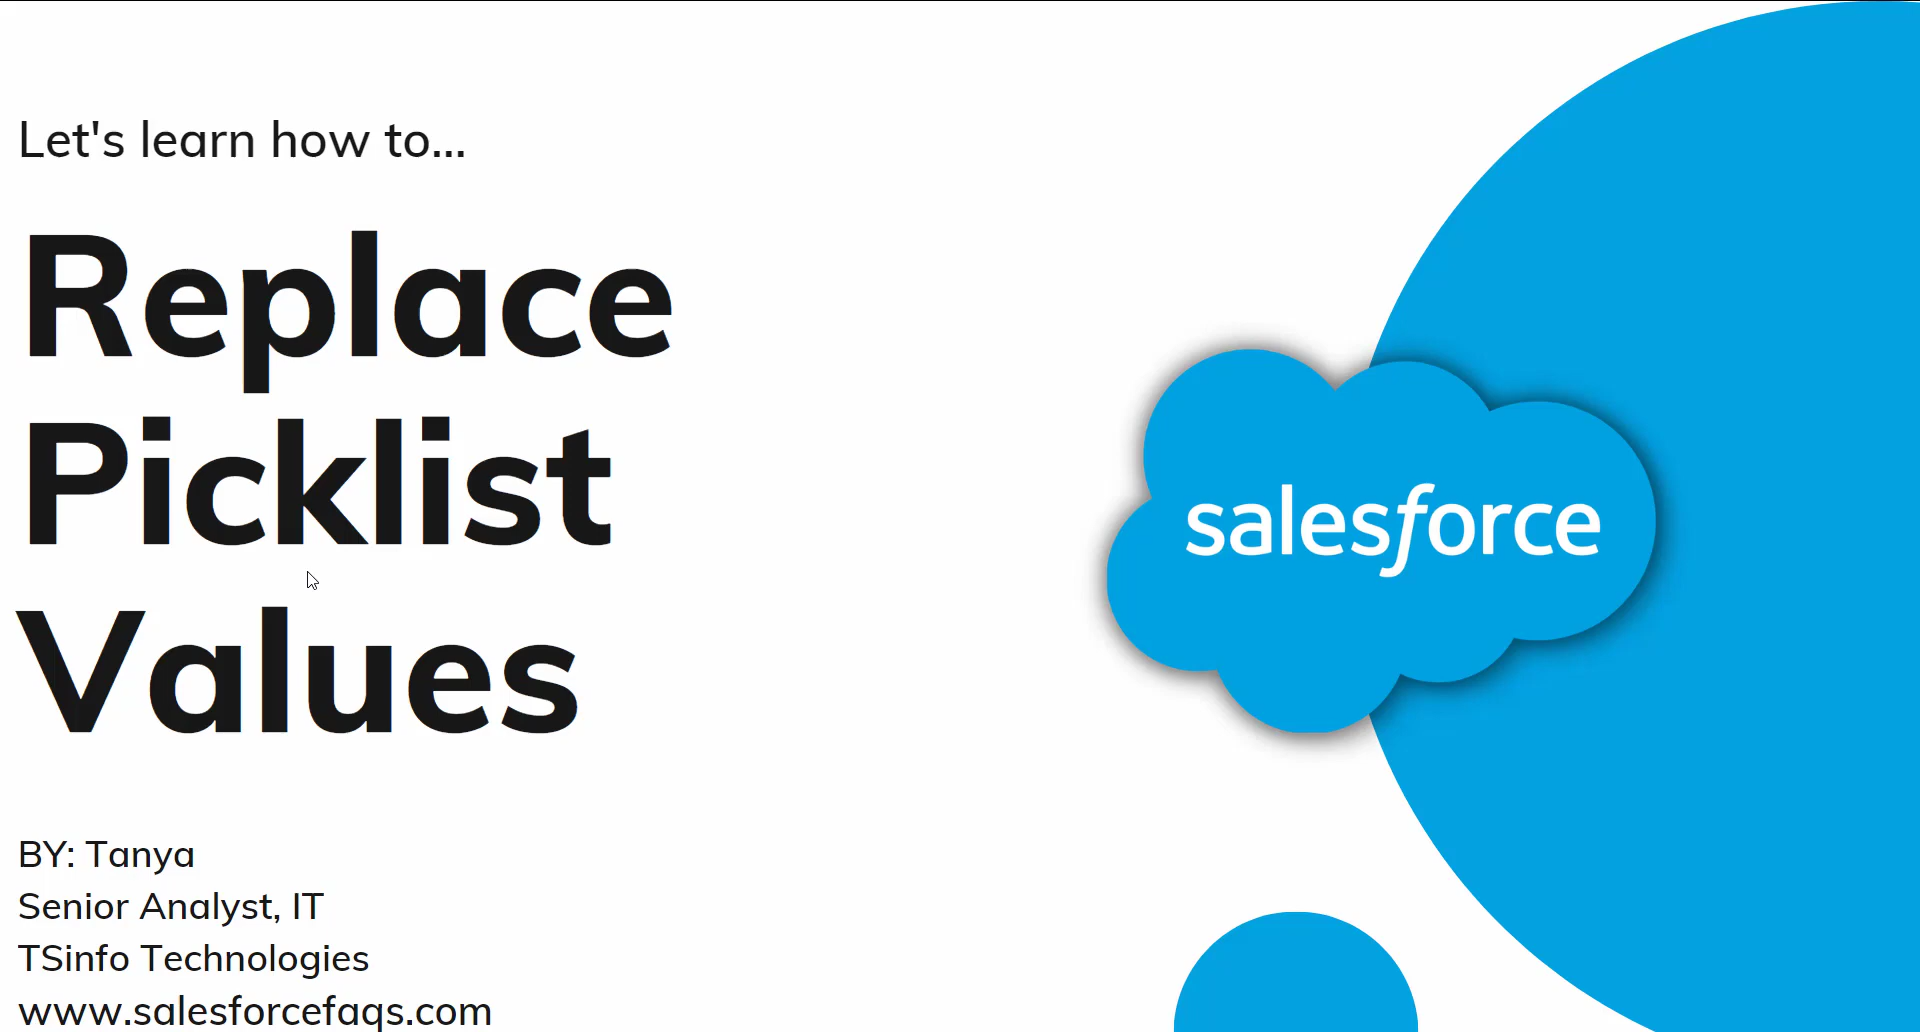 Let's learn how to...
Replace
Picklist
Values
salesforce
BY: Tanya
Senior Analyst, IT
TSinfo Technologies
www.salesforcefaqs.com